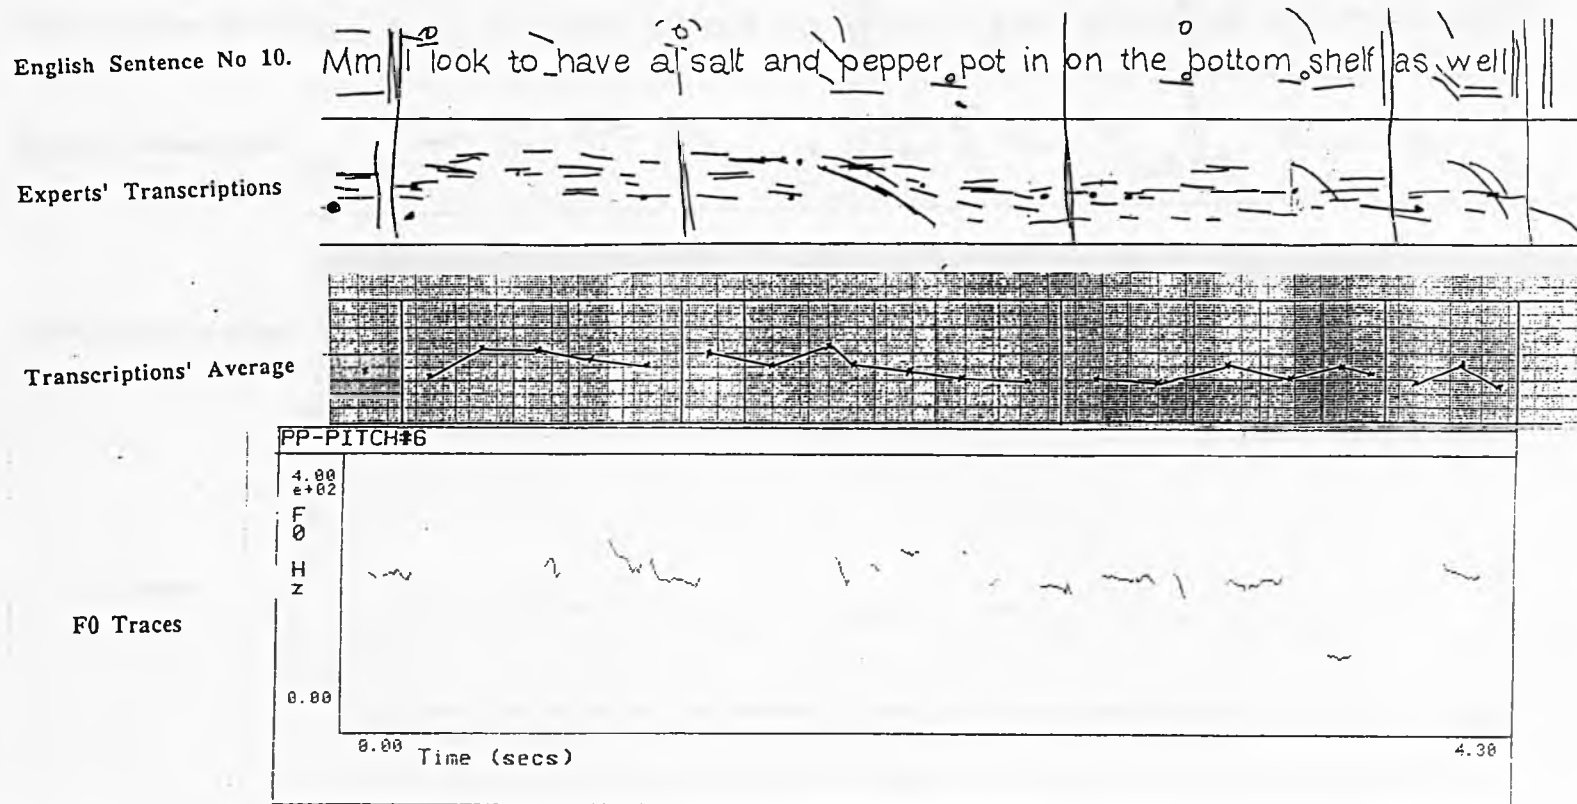 English Sentence No 10.
Mm I look to have a salt and pepper pot in on the bottom shelf as well
Experts' Transcriptions
Transcriptions' Average
PP-PITCH#6
4.00
e+02
F
0
H
z
F0 Traces
0.00
0.00 Time (secs) 4.30